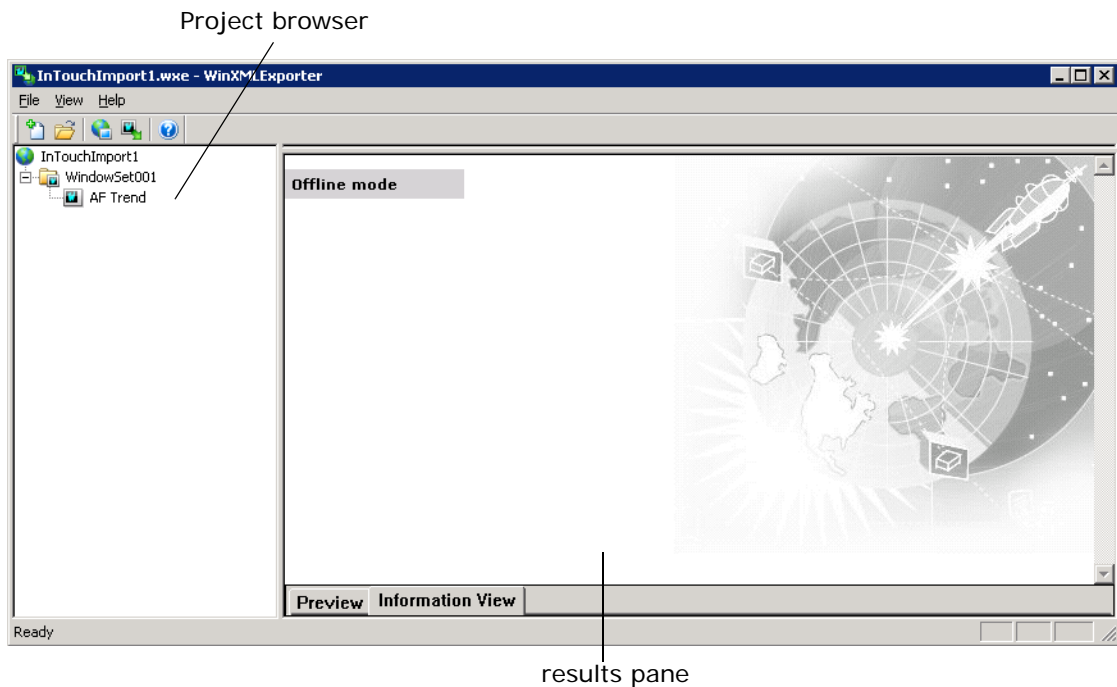 Project browser
InTouchImport1.wxe - WinXMLExporter
File View Help
InTouchImport1
WindowSet001
AF Trend
Offline mode
Preview Information View
Ready
results pane